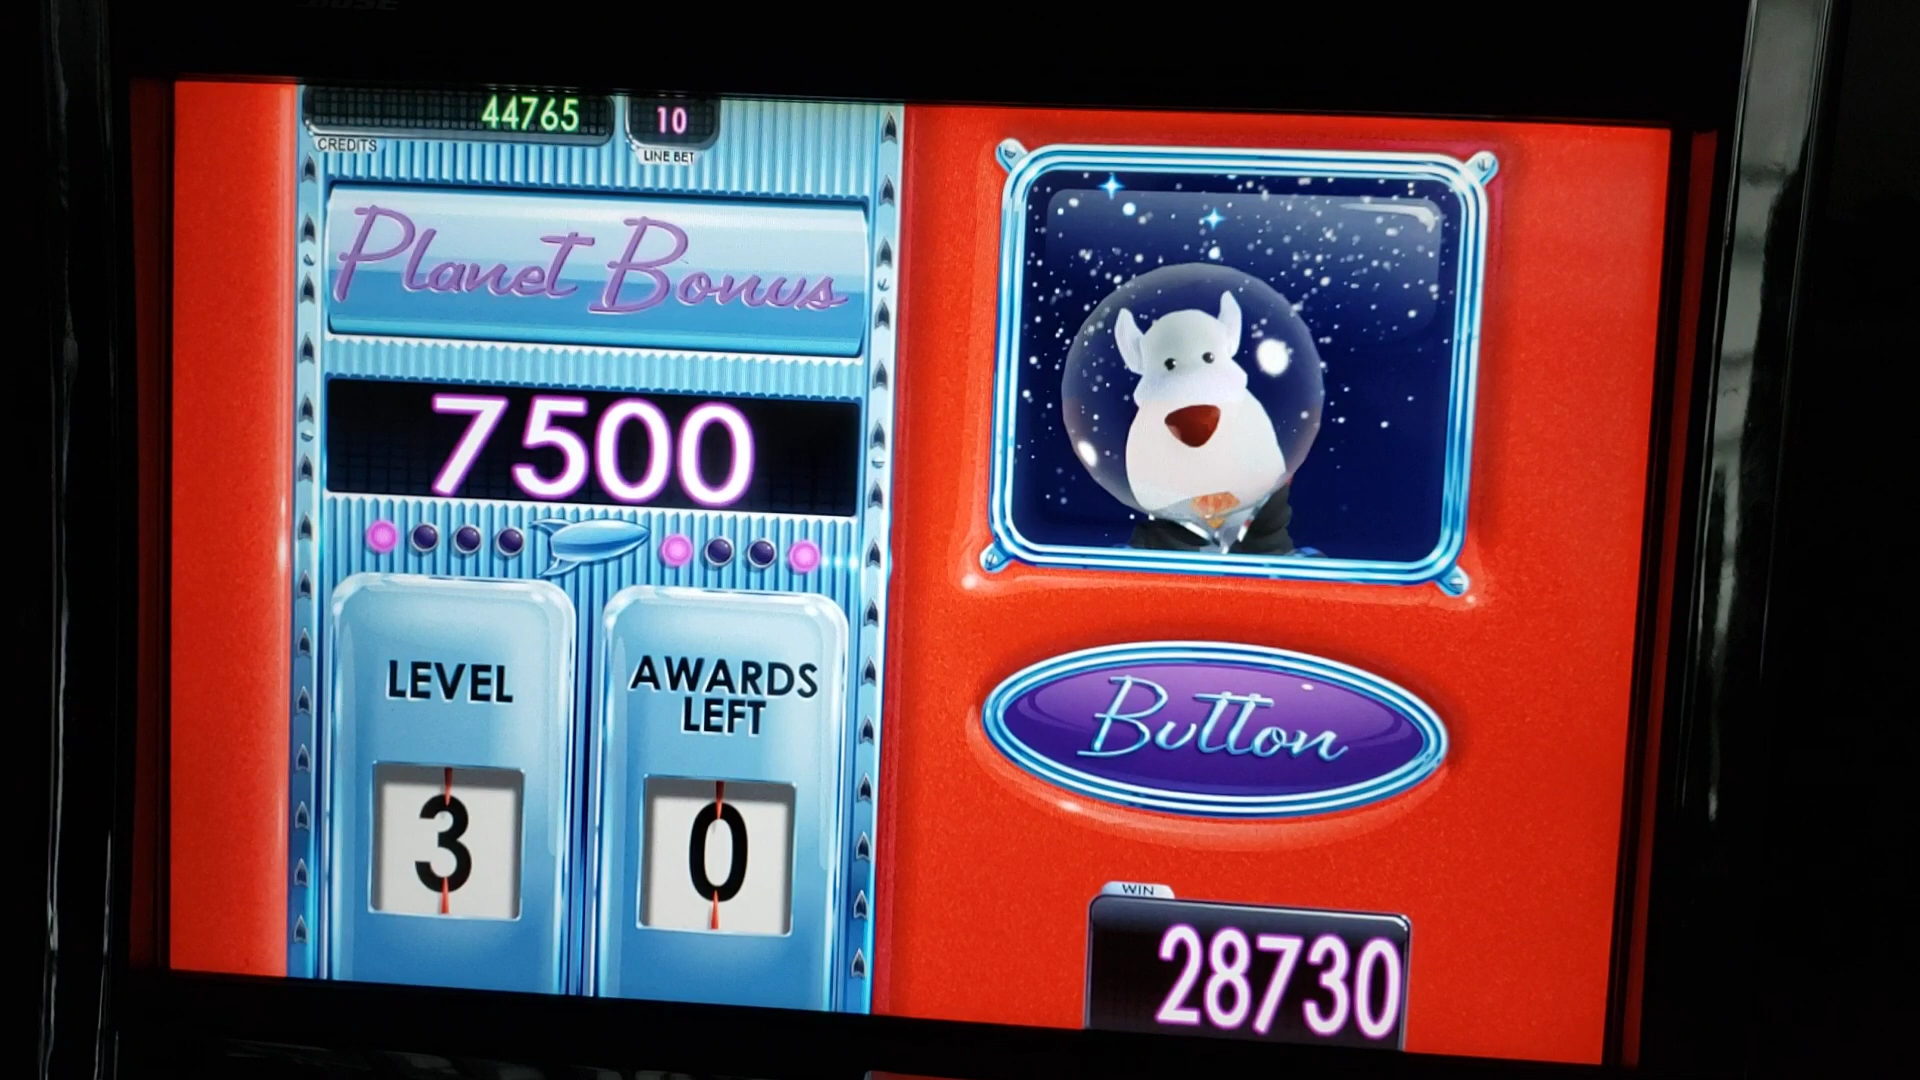 44765
CREDITS
10
LINE BET
Planet Bonus
7500
LEVEL
3
AWARDS
LEFT
0
Button
WIN
28730